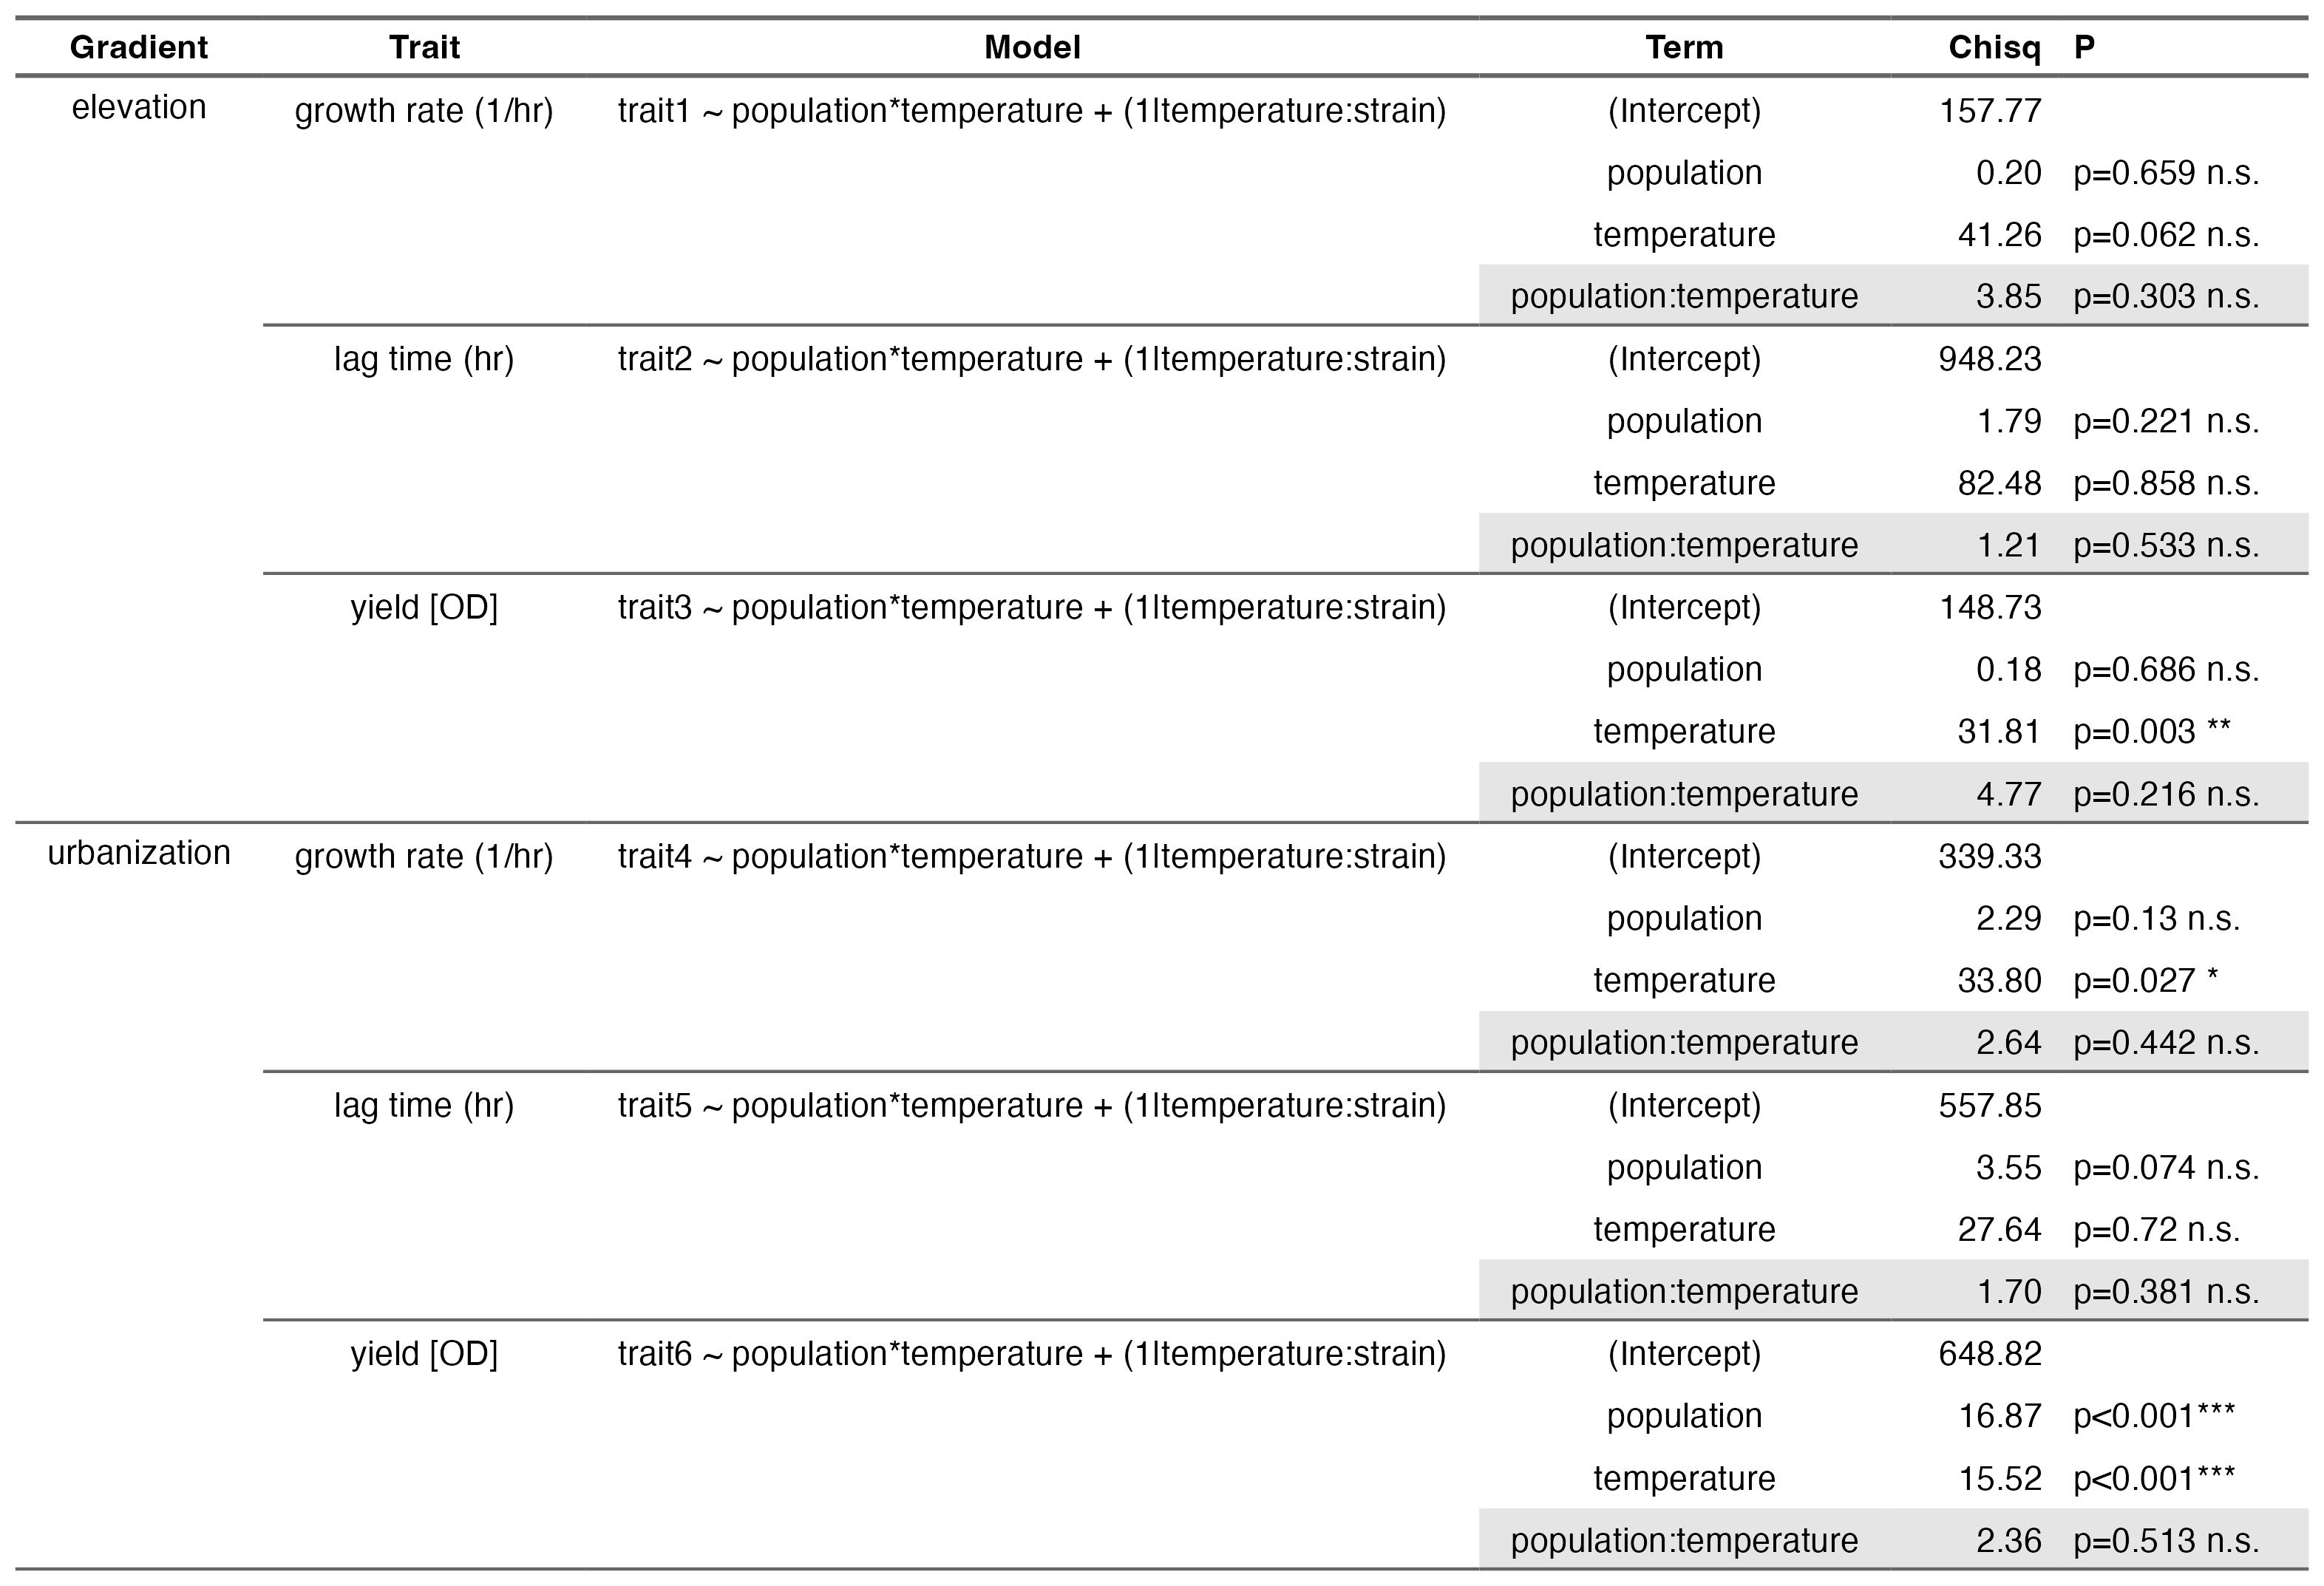 Gradient Trait Model Term Chisq P
elevation growth rate (1/hr) trait1 ~ population*temperature + (1|temperature:strain) (Intercept) 157.77
population 0.20 p=0.659 n.s.
temperature 41.26 p=0.062 n.s.
population:temperature 3.85 p=0.303 n.s.
lag time (hr) trait2 ~ population*temperature + (1|temperature:strain) (Intercept) 948.23
population 1.79 p=0.221 n.s.
temperature 82.48 p=0.858 n.s.
population:temperature 1.21 p=0.533 n.s.
yield [OD] trait3 ~ population*temperature + (1|temperature:strain) (Intercept) 148.73
population 0.18 p=0.686 n.s.
temperature 31.81 p=0.003 **
population:temperature 4.77 p=0.216 n.s.
urbanization growth rate (1/hr) trait4 ~ population*temperature + (1|temperature:strain) (Intercept) 339.33
population 2.29 p=0.13 n.s.
temperature 33.80 p=0.027 *
population:temperature 2.64 p=0.442 n.s.
lag time (hr) trait5 ~ population*temperature + (1|temperature:strain) (Intercept) 557.85
population 3.55 p=0.074 n.s.
temperature 27.64 p=0.72 n.s.
population:temperature 1.70 p=0.381 n.s.
yield [OD] trait6 ~ population*temperature + (1|temperature:strain) (Intercept) 648.82
population 16.87 p<0.001***
temperature 15.52 p<0.001***
population:temperature 2.36 p=0.513 n.s.